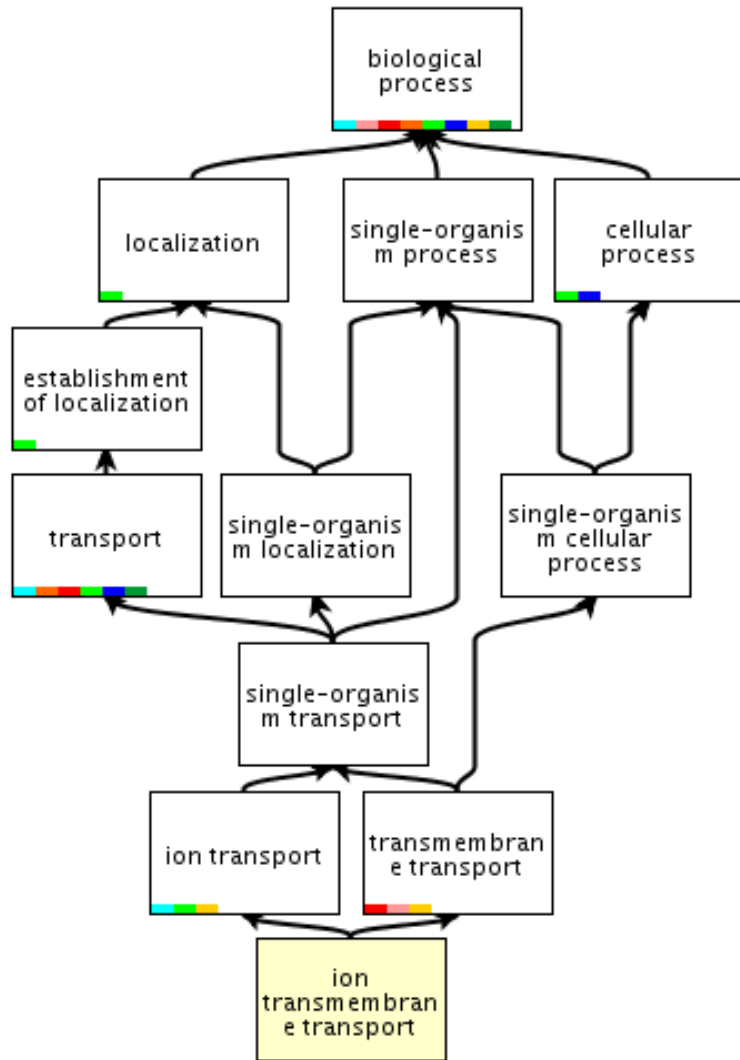 biological
process
localization
single-organis
m process
cellular
process
establishment
of localization
transport
single-organis
m localization
single-organis
m cellular
process
single-organis
m transport
ion transport
transmembran
e transport
ion
transmembran
e transport